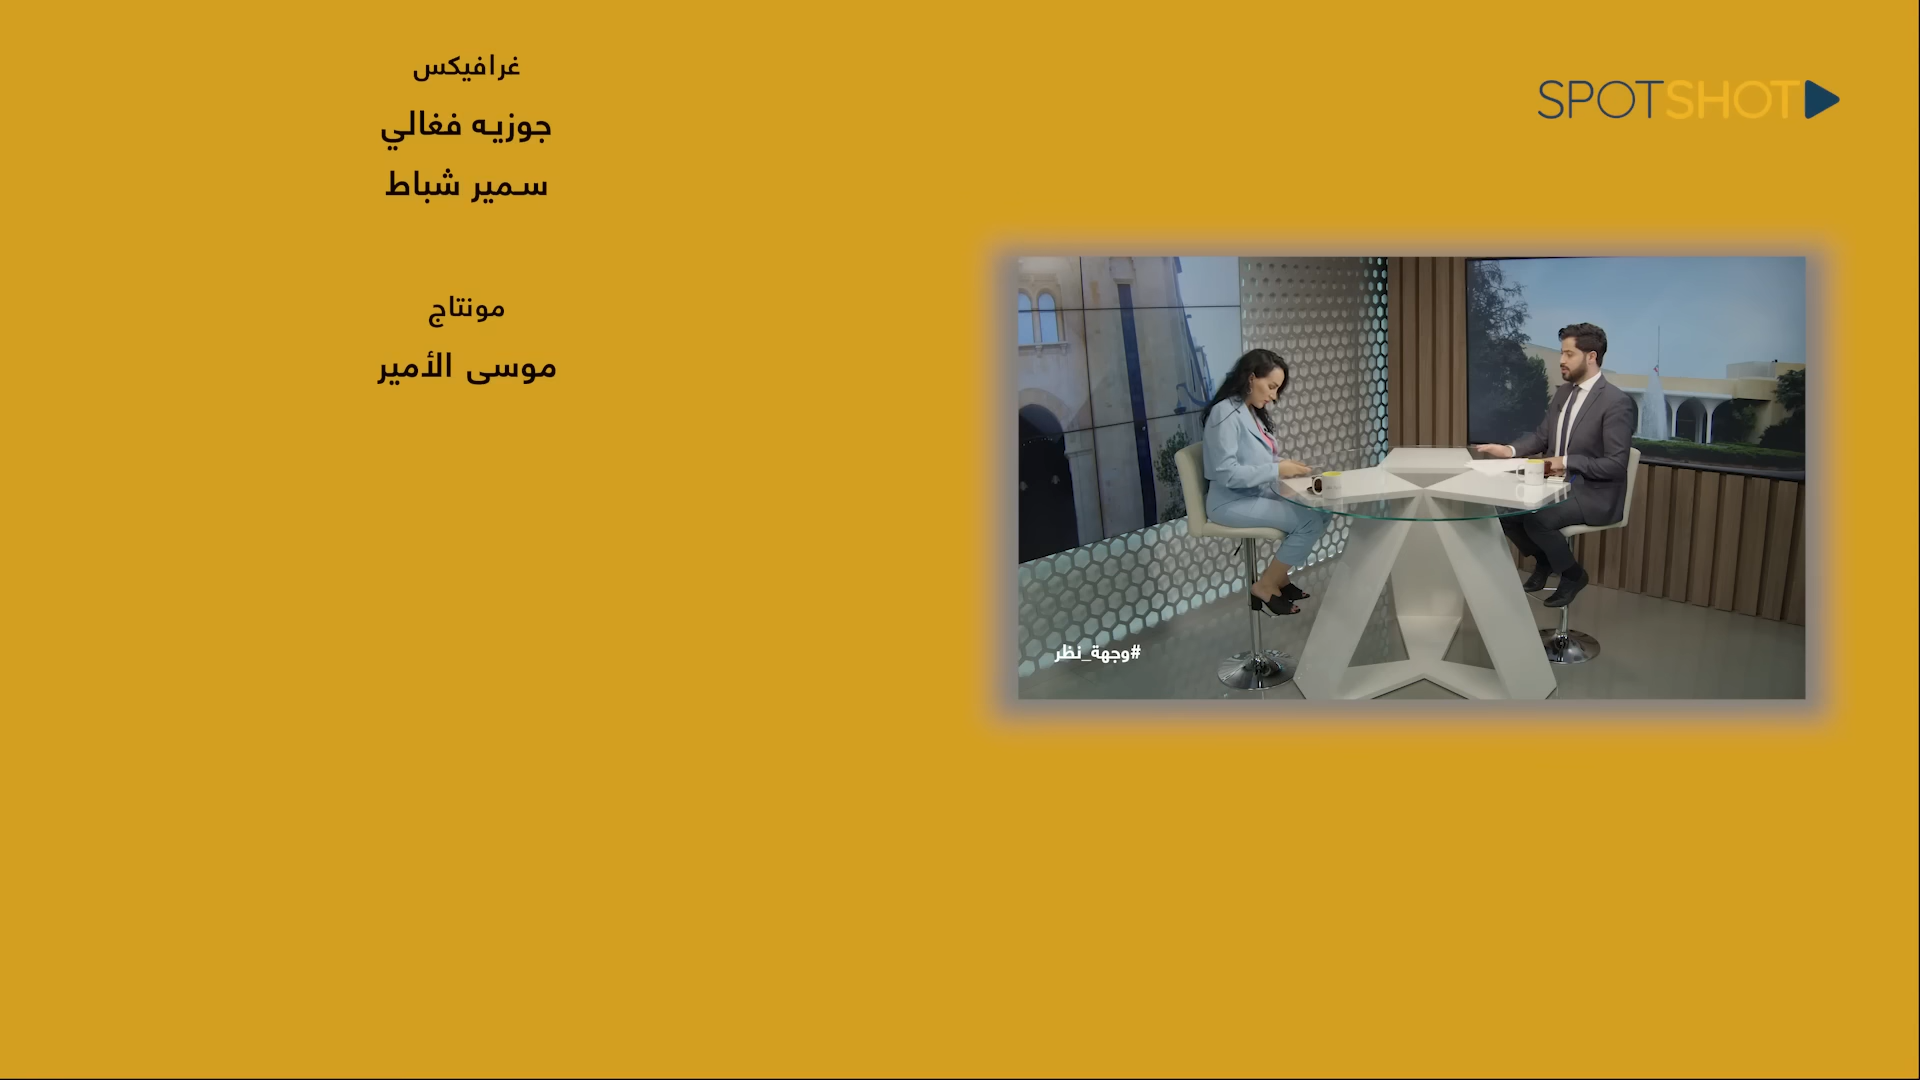 غرافيكس
جوزيه فغالي
سمير شباط
مونتاج
موسى الأمير
SPOTSHOT
#وجهة_نظر